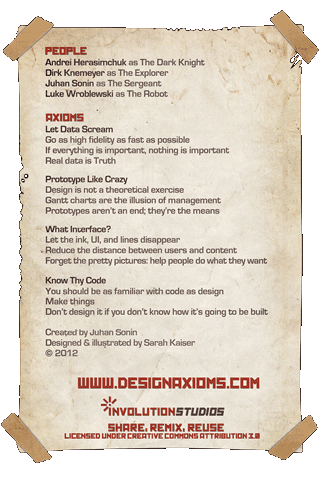 PEOPLE
Andrei Herasimchuk as The Dark Knight
Dirk Knemeyer as The Explorer
Juhan Sonin as The Sergeant
Luke Wroblewski as The Robot
AXIOMS
Let Data Scream
Go as high fidelity as fast as possible
If everything is important, nothing is important
Real data is Truth
Prototype Like Crazy
Design is not a theoretical exercise
Gantt charts are the illusion of management
Prototypes aren't an end; they're the means
What Interface?
Let the ink, UI, and lines disappear
Reduce the distance between users and content
Forget the pretty pictures: help people do what they want
Know Thy Code
You should be as familiar with code as design
Make things
Don't design it if you don't know how it's going to be built
Created by Juhan Sonin
Designed & illustrated by Sarah Kaiser
© 2012
WWW.DESIGNAXIOMS.COM
INVOLUTION STUDIOS
SHARE, REMIX, REUSE
LICENSED UNDER CREATIVE COMMONS ATTRIBUTION 3.0